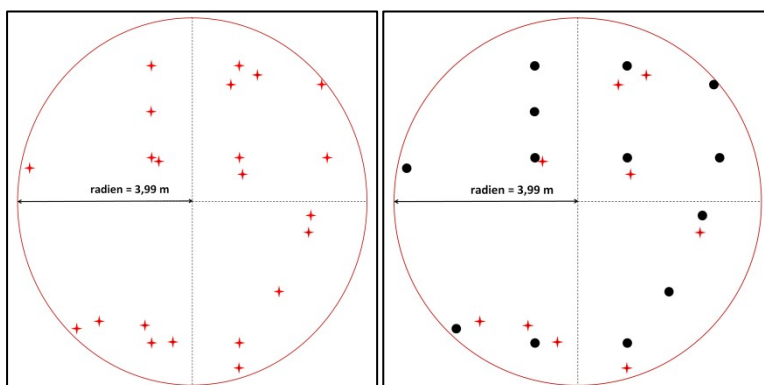 radien = 3,99 m
radien = 3,99 m